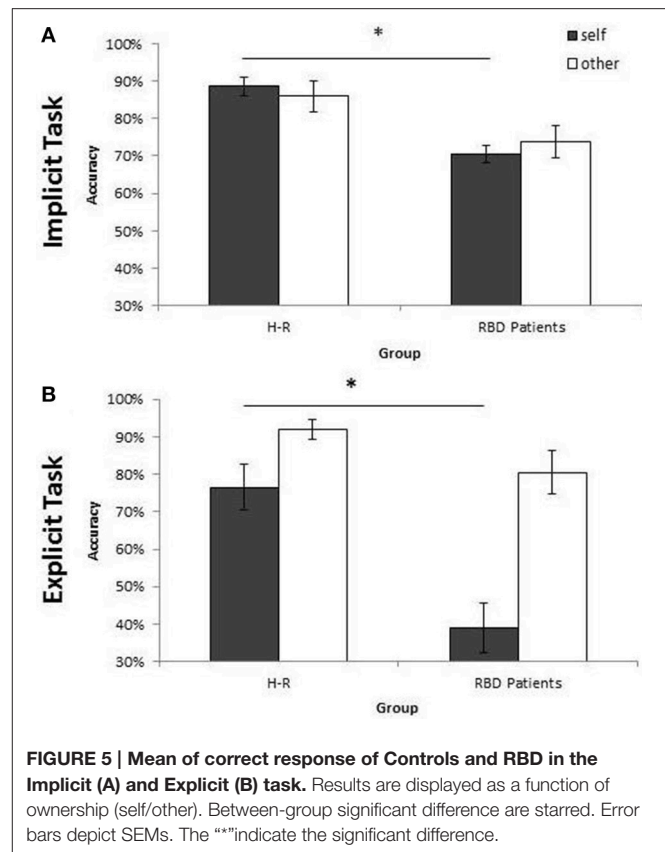 A
100%
*
self
other
90%
80%
70%
60%
50%
40%
30%
Implicit Task
Accuracy
H-R RBD Patients
Group
B
100%
*
90%
80%
70%
60%
50%
40%
30%
Explicit Task
Accuracy
H-R RBD Patients
Group
FIGURE 5 | Mean of correct response of Controls and RBD in the
Implicit (A) and Explicit (B) task. Results are displayed as a function of
ownership (self/other). Between-group significant difference are starred. Error
bars depict SEMs. The “*”indicate the significant difference.